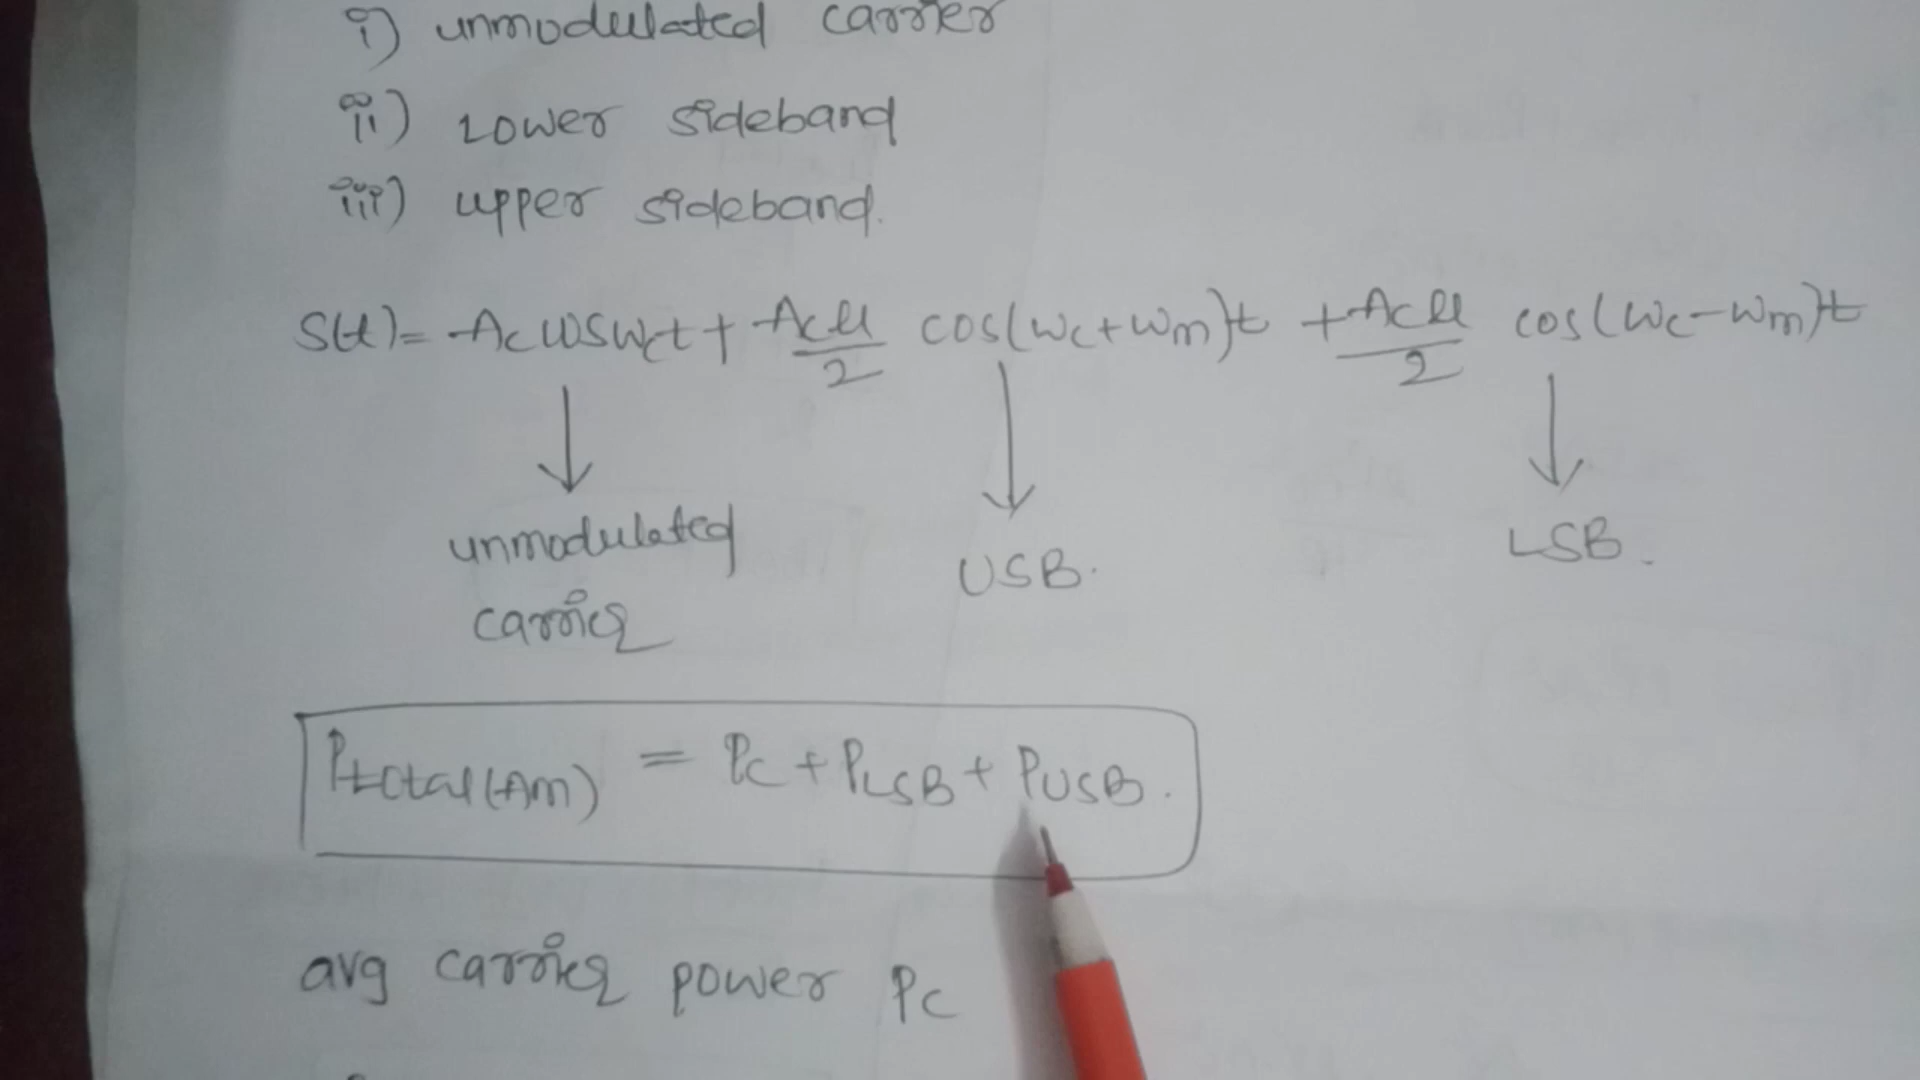 i) unmodulated carrier
ii) Lower sideband
iii) upper sideband.
S(t) = Ac cos wct + Acμ/2 cos(wc+wm)t + Acμ/2 cos(wc-wm)t
unmodulated carrier
USB.
LSB.
Ptotal(Am) = Pc + PLSB + PUSB.
avg carrier power Pc